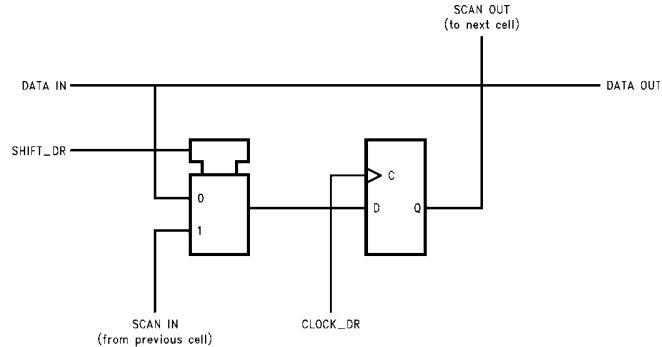 SCAN OUT
(to next cell)
DATA IN
DATA OUT
SHIFT_DR
C
0
D
Q
1
SCAN IN
(from previous cell)
CLOCK_DR